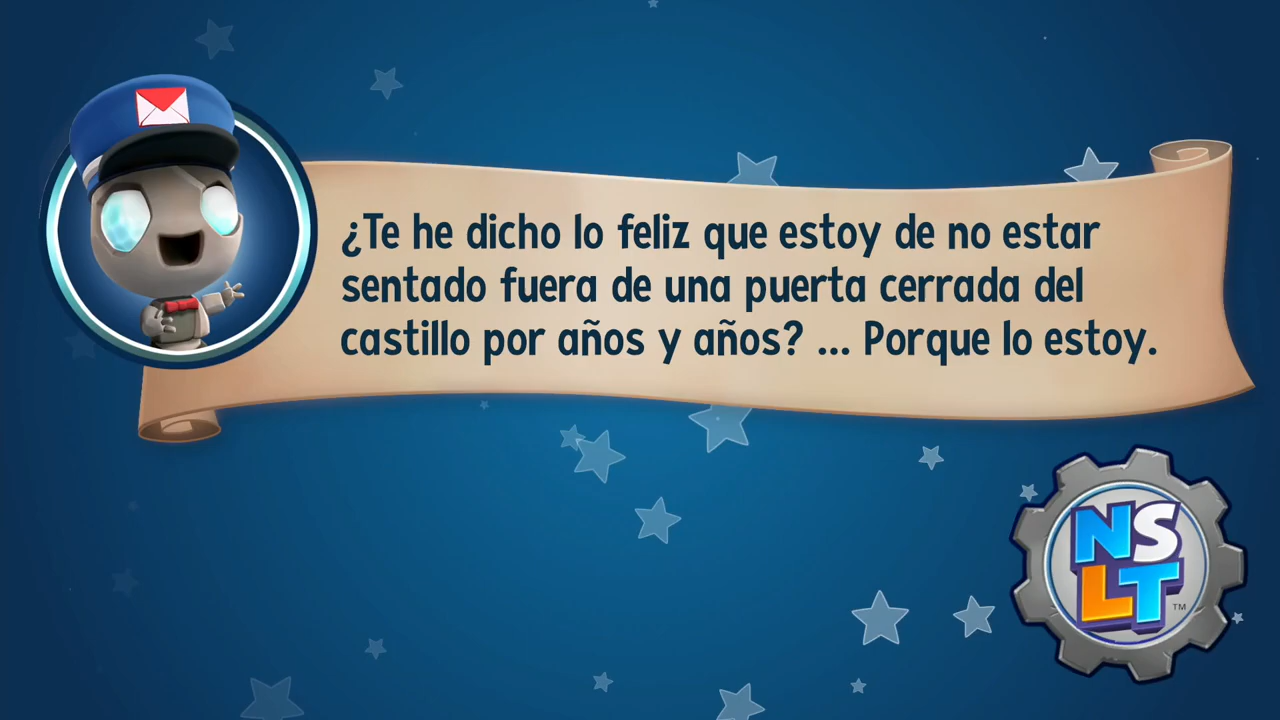 ¿Te he dicho lo feliz que estoy de no estar
sentado fuera de una puerta cerrada del
castillo por años y años? ... Porque lo estoy.
NS
LT
TM